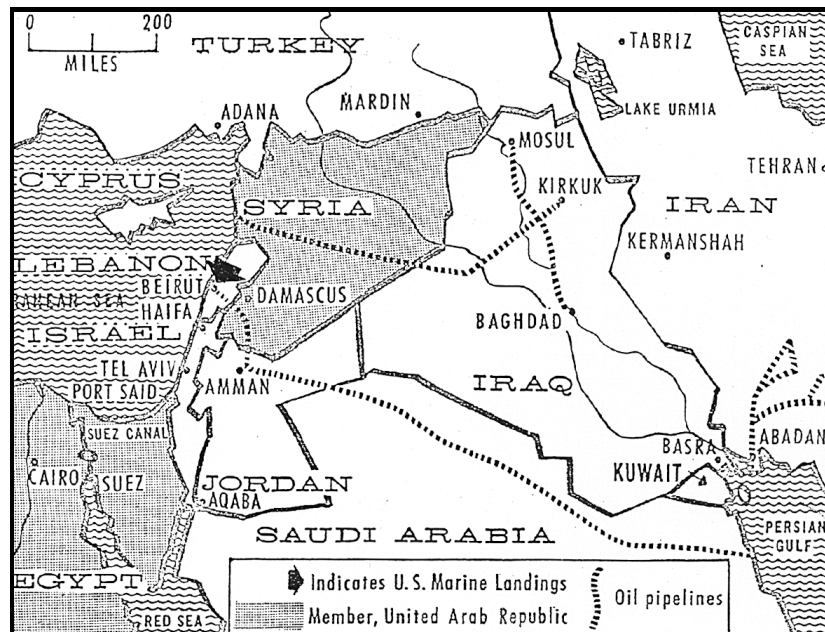 0 200
MILES
TURKEY
TABRIZ
CASPIAN
SEA
ADANA
MARDIN
LAKE URMIA
MOSUL
TEHRAN
CYPRUS
KIRKUK
SYRIA
IRAN
KERMANSHAH
LEBANON
BEIRUT
RANEAN SEA
DAMASCUS
HAIFA
BAGHDAD
ISRAEL
TEL AVIV
AMMAN
IRAQ
PORT SAID
SUEZ CANAL
BASRA
ABADAN
CAIRO
SUEZ
KUWAIT
JORDAN
AQABA
SAUDI ARABIA
PERSIAN
GULF
EGYPT
RED SEA
Indicates U.S. Marine Landings
Member, United Arab Republic
Oil pipelines